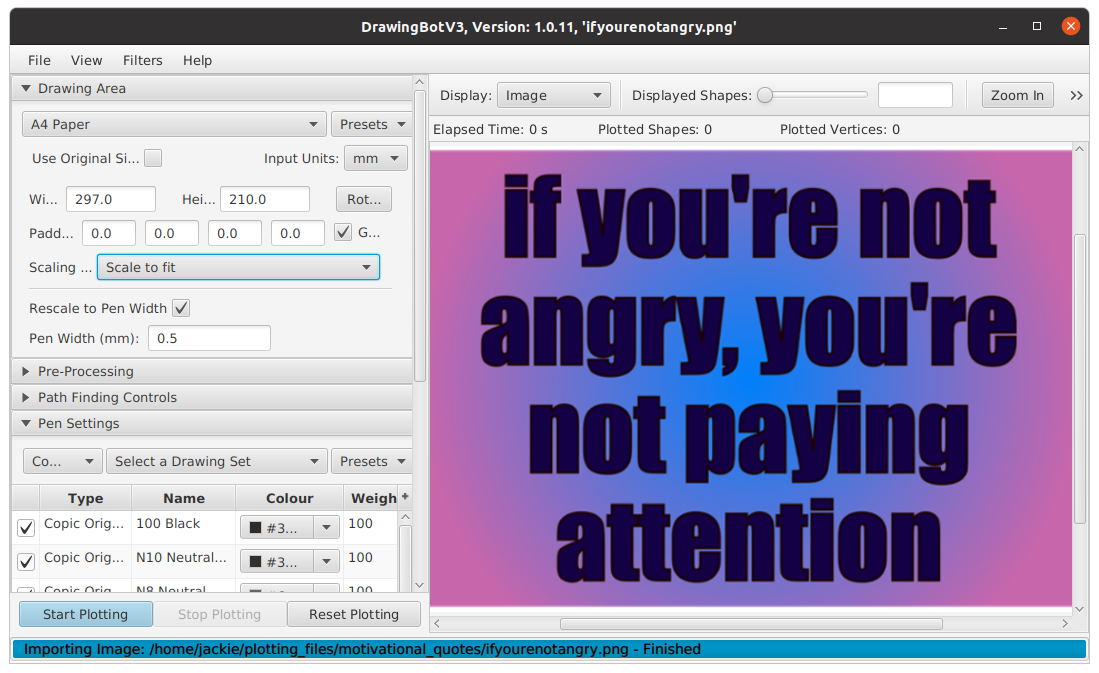 DrawingBotV3, Version: 1.0.11, 'ifyourenotangry.png'
File View Filters Help
Drawing Area
A4 Paper Presets
Use Original Si... Input Units: mm
Wi... 297.0 Hei... 210.0 Rot...
Padd... 0.0 0.0 0.0 0.0 G...
Scaling ... Scale to fit
Rescale to Pen Width
Pen Width (mm): 0.5
Pre-Processing
Path Finding Controls
Pen Settings
Co... Select a Drawing Set Presets
Type Name Colour Weigh +
Copic Orig... 100 Black #3... 100
Copic Orig... N10 Neutral... #3... 100
Copic Orig... N8 Neutral
Start Plotting Stop Plotting Reset Plotting
Display: Image Displayed Shapes: Zoom In >>
Elapsed Time: 0 s Plotted Shapes: 0 Plotted Vertices: 0
if you're not
angry, you're
not paying
attention
Importing Image: /home/jackie/plotting_files/motivational_quotes/ifyourenotangry.png - Finished